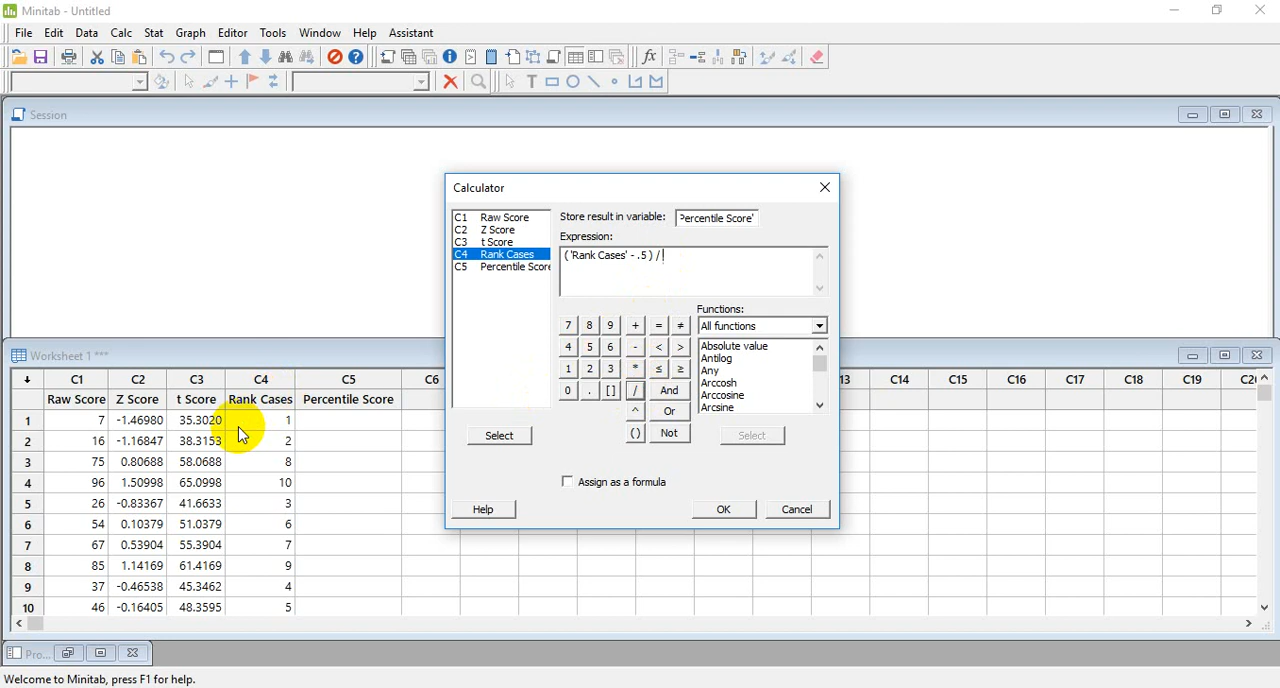 Minitab - Untitled
File Edit Data Calc Stat Graph Editor Tools Window Help Assistant
Session
Calculator
C1 Raw Score
C2 Z Score
C3 t Score
C4 Rank Cases
C5 Percentile Score
Store result in variable: Percentile Score'
Expression:
('Rank Cases' - .5 ) /
Functions:
All functions
Absolute value
Antilog
Any
Arccosh
Arccosine
Arcsine
7 8 9 + = ≠
4 5 6 - < >
1 2 3 * ≤ ≥
0 . [] / And
^ Or
() Not
Select
Select
Assign as a formula
Help OK Cancel
Worksheet 1 ***
C1 C2 C3 C4 C5 C6 13 C14 C15 C16 C17 C18 C19 C2
Raw Score Z Score t Score Rank Cases Percentile Score
1 7 -1.46980 35.3020 1
2 16 -1.16847 38.3153 2
3 75 0.80688 58.0688 8
4 96 1.50998 65.0998 10
5 26 -0.83367 41.6633 3
6 54 0.10379 51.0379 6
7 67 0.53904 55.3904 7
8 85 1.14169 61.4169 9
9 37 -0.46538 45.3462 4
10 46 -0.16405 48.3595 5
Pro...
Welcome to Minitab, press F1 for help.